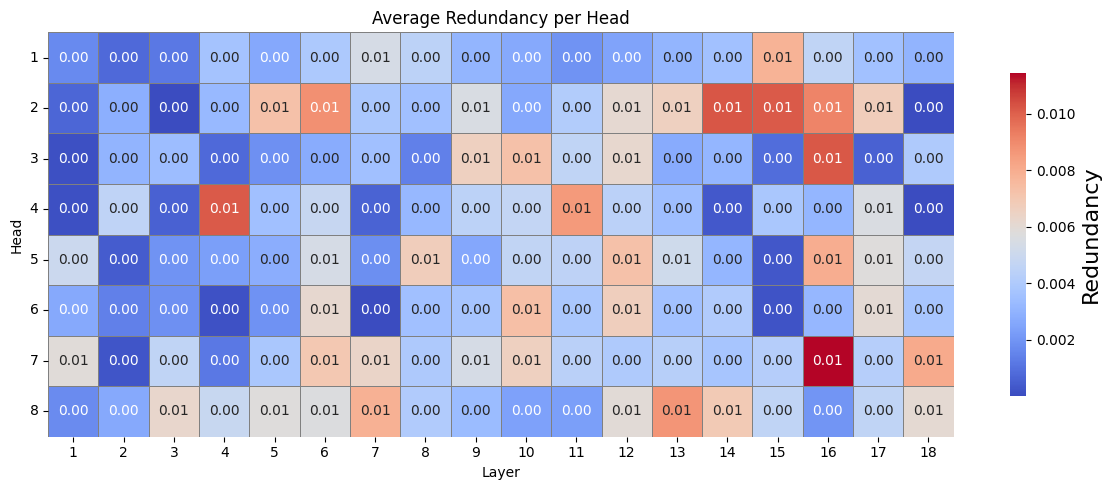 Average Redundancy per Head
1 0.00 0.00 0.00 0.00 0.00 0.00 0.01 0.00 0.00 0.00 0.00 0.00 0.00 0.00 0.01 0.00 0.00 0.00
2 0.00 0.00 0.00 0.00 0.01 0.01 0.00 0.00 0.01 0.00 0.00 0.01 0.01 0.01 0.01 0.01 0.01 0.00
3 0.00 0.00 0.00 0.00 0.00 0.00 0.00 0.00 0.01 0.01 0.00 0.01 0.00 0.00 0.00 0.01 0.00 0.00
4 0.00 0.00 0.00 0.01 0.00 0.00 0.00 0.00 0.00 0.00 0.01 0.00 0.00 0.00 0.00 0.00 0.01 0.00
5 0.00 0.00 0.00 0.00 0.00 0.01 0.00 0.01 0.00 0.00 0.00 0.01 0.01 0.00 0.00 0.01 0.01 0.00
6 0.00 0.00 0.00 0.00 0.00 0.01 0.00 0.00 0.00 0.01 0.00 0.01 0.00 0.00 0.00 0.00 0.01 0.00
7 0.01 0.00 0.00 0.00 0.00 0.01 0.01 0.00 0.01 0.01 0.00 0.00 0.00 0.00 0.00 0.01 0.00 0.01
8 0.00 0.00 0.01 0.00 0.01 0.01 0.01 0.00 0.00 0.00 0.00 0.01 0.01 0.01 0.00 0.00 0.00 0.01
1 2 3 4 5 6 7 8 9 10 11 12 13 14 15 16 17 18
Layer
Head
0.010
0.008
0.006
0.004
0.002
Redundancy